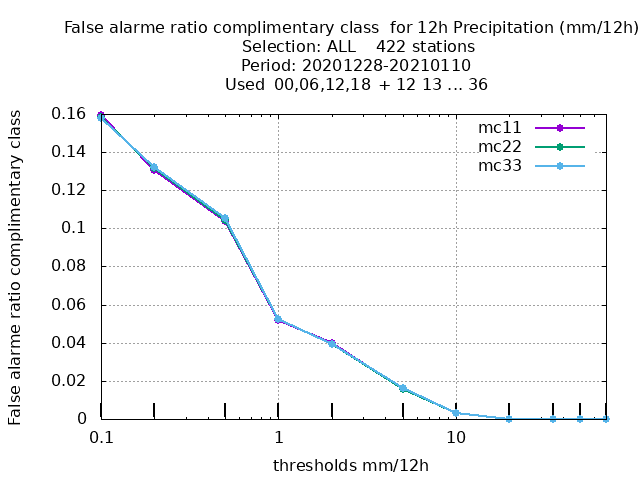 False alarme ratio complimentary class  for 12h Precipitation (mm/12h)
Selection: ALL    422 stations
Period: 20201228-20210110
Used  00,06,12,18  + 12 13 ... 36
mc11
mc22
mc33
False alarme ratio complimentary class
0.16
0.14
0.12
0.1
0.08
0.06
0.04
0.02
0
0.1
1
10
thresholds mm/12h